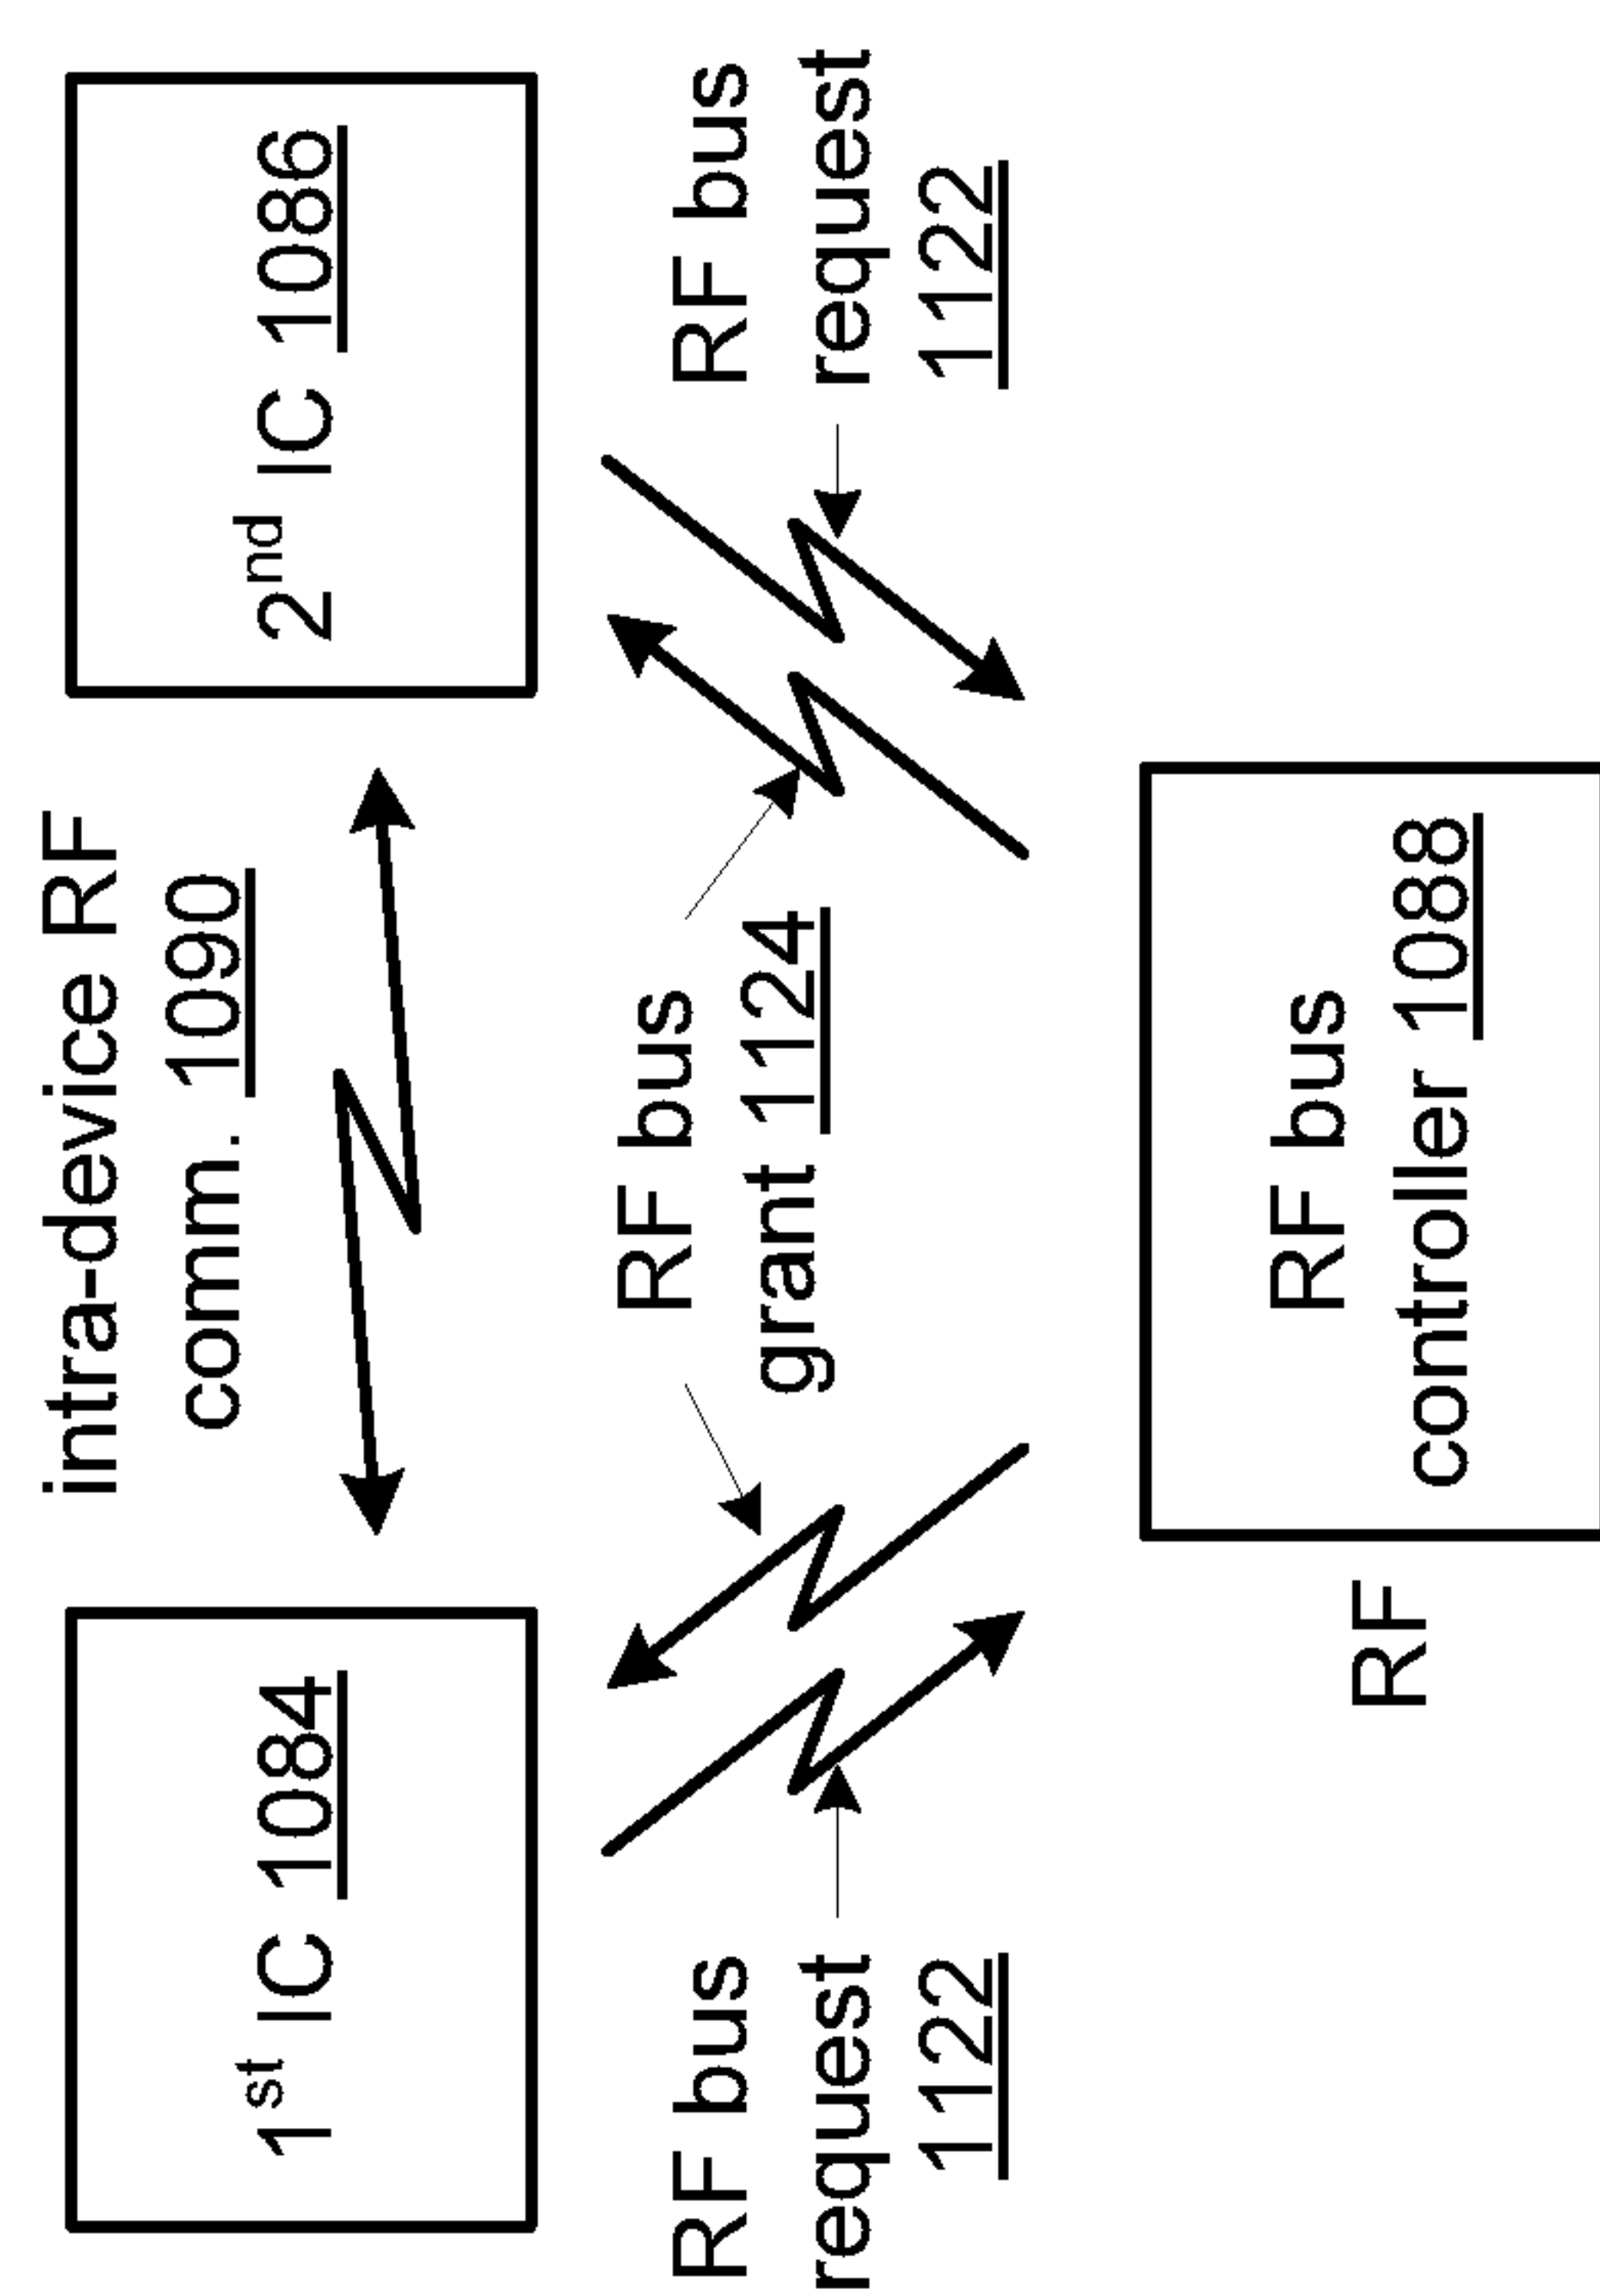 intra-device RF
comm. 1090
1st IC 1084
2nd IC 1086
RF bus
grant 1124
RF bus
request
1122
RF bus
request
1122
RF bus
controller 1088
RF